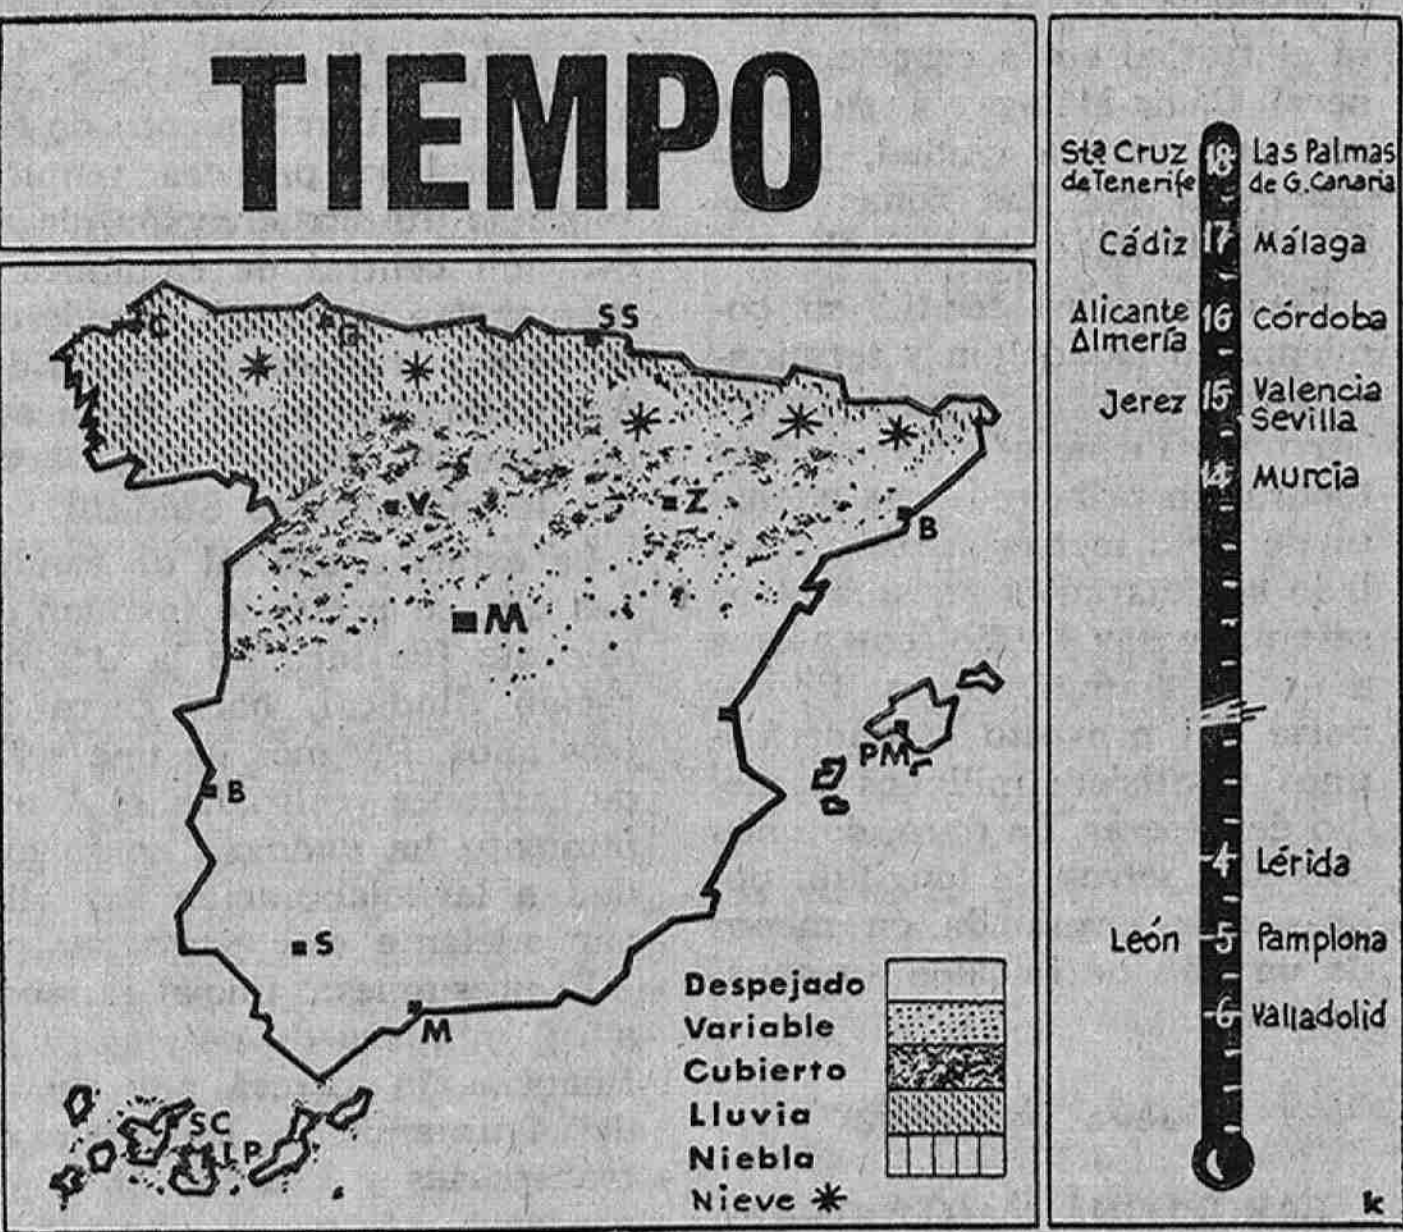 TIEMPO
C
G
SS
V
Z
B
M
PM
B
S
M
SC
LP
Despejado
Variable
Cubierto
Lluvia
Niebla
Nieve
Sta Cruz de Tenerife 18 Las Palmas de G. Canaria
Cádiz 17 Málaga
Alicante Almería 16 Córdoba
Jerez 15 Valencia Sevilla
14 Murcia
-4 Lérida
León -5 Pamplona
-6 Valladolid
k